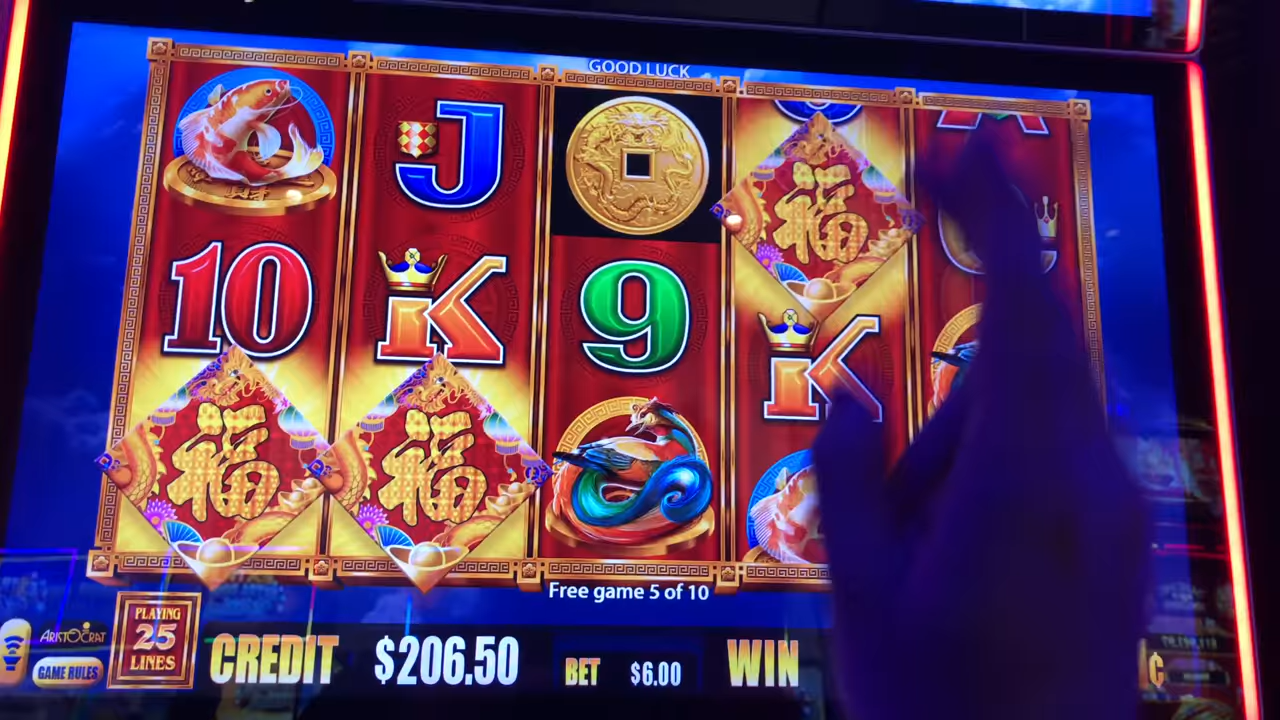 GOOD LUCK
J
10
K
9
K
福
福
福
Free game 5 of 10
PLAYING
25
LINES
ARISTOCRAT
GAME RULES
CREDIT $206.50
BET $6.00
WIN